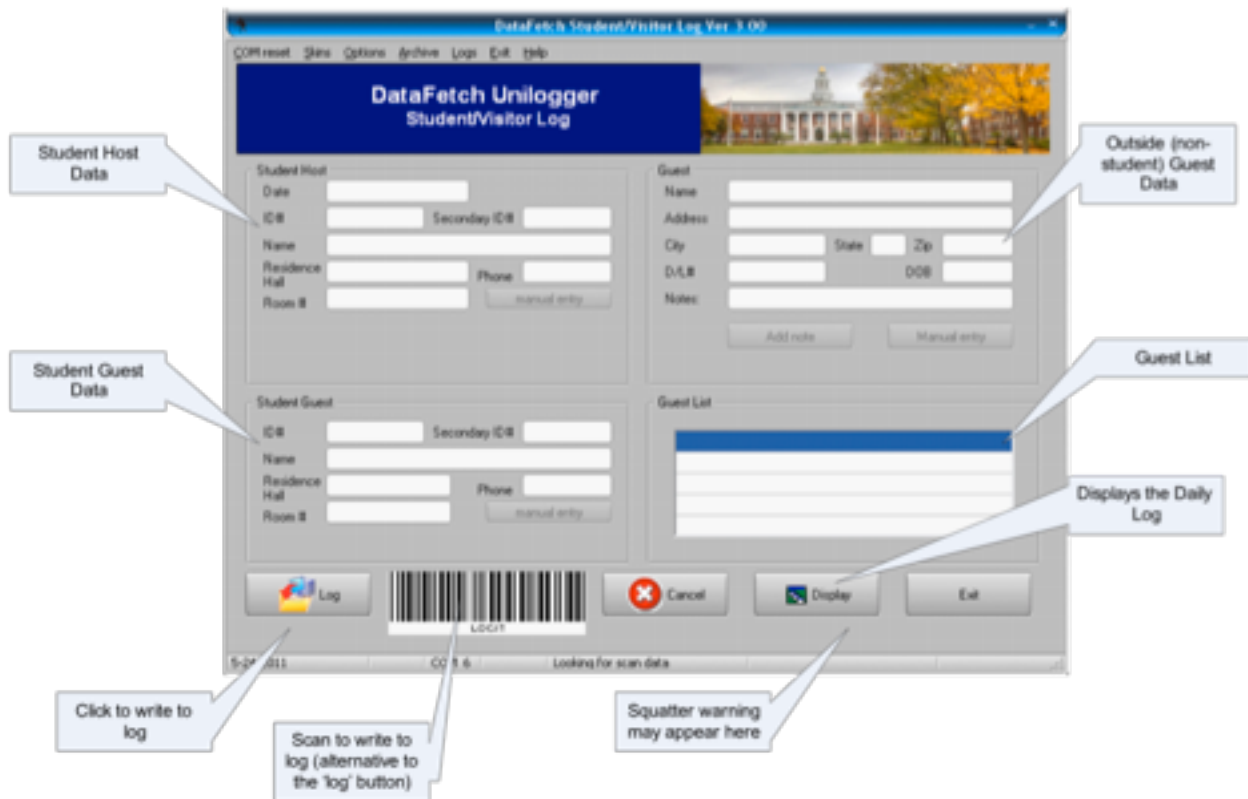 DataFetch Student/Visitor Log Ver 3.00
COM reset Skins Options Archive Logs Exit Help
DataFetch Unilogger
Student/Visitor Log
Student Host
Data
Outside (non-
student) Guest
Data
Student Host
Date
ID# Secondary ID#
Name
Residence
Hall
Phone
Room #
manual entry
Guest
Name
Address
City State Zip
D/L# DOB
Notes:
Add note Manual entry
Student Guest
Data
Guest List
Student Guest
ID# Secondary ID#
Name
Residence
Hall
Phone
Room #
manual entry
Guest List
Displays the Daily
Log
Log
LOGIT
Cancel
Display
Exit
COM 6
Looking for scan data
Click to write to
log
Scan to write to
log (alternative to
the 'log' button)
Squatter warning
may appear here